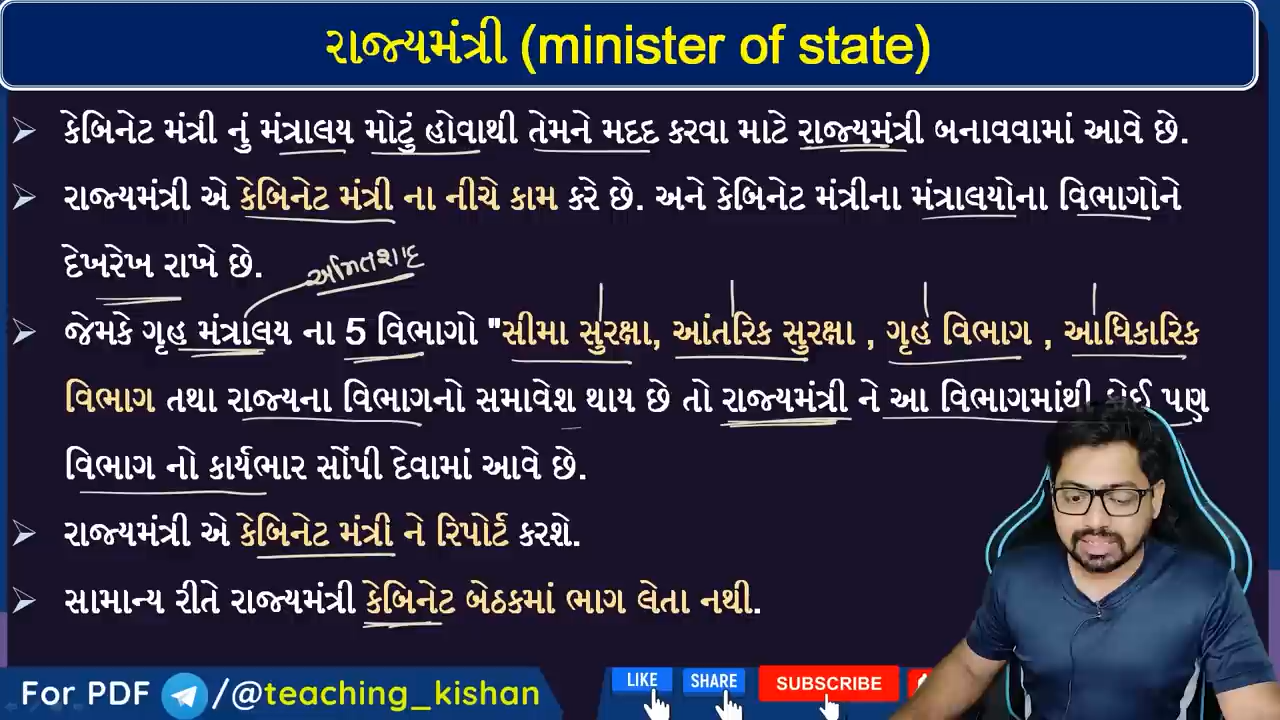 રાજ્યમંત્રી (minister of state)
➢ કેબિનેટ મંત્રી નું મંત્રાલય મોટું હોવાથી તેમને મદદ કરવા માટે રાજ્યમંત્રી બનાવવામાં આવે છે.
➢ રાજ્યમંત્રી એ કેબિનેટ મંત્રી ના નીચે કામ કરે છે. અને કેબિનેટ મંત્રીના મંત્રાલયોના વિભાગોને
દેખરેખ રાખે છે.
અમિતશાહ
➢ જેમકે ગૃહ મંત્રાલય ના 5 વિભાગો "સીમા સુરક્ષા, આંતરિક સુરક્ષા , ગૃહ વિભાગ , આધિકારિક
વિભાગ તથા રાજ્યના વિભાગનો સમાવેશ થાય છે તો રાજ્યમંત્રી ને આ વિભાગમાંથી કોઈ પણ
વિભાગ નો કાર્યભાર સોંપી દેવામાં આવે છે.
➢ રાજ્યમંત્રી એ કેબિનેટ મંત્રી ને રિપોર્ટ કરશે.
➢ સામાન્ય રીતે રાજ્યમંત્રી કેબિનેટ બેઠકમાં ભાગ લેતા નથી.
For PDF /@teaching_kishan
LIKE SHARE SUBSCRIBE